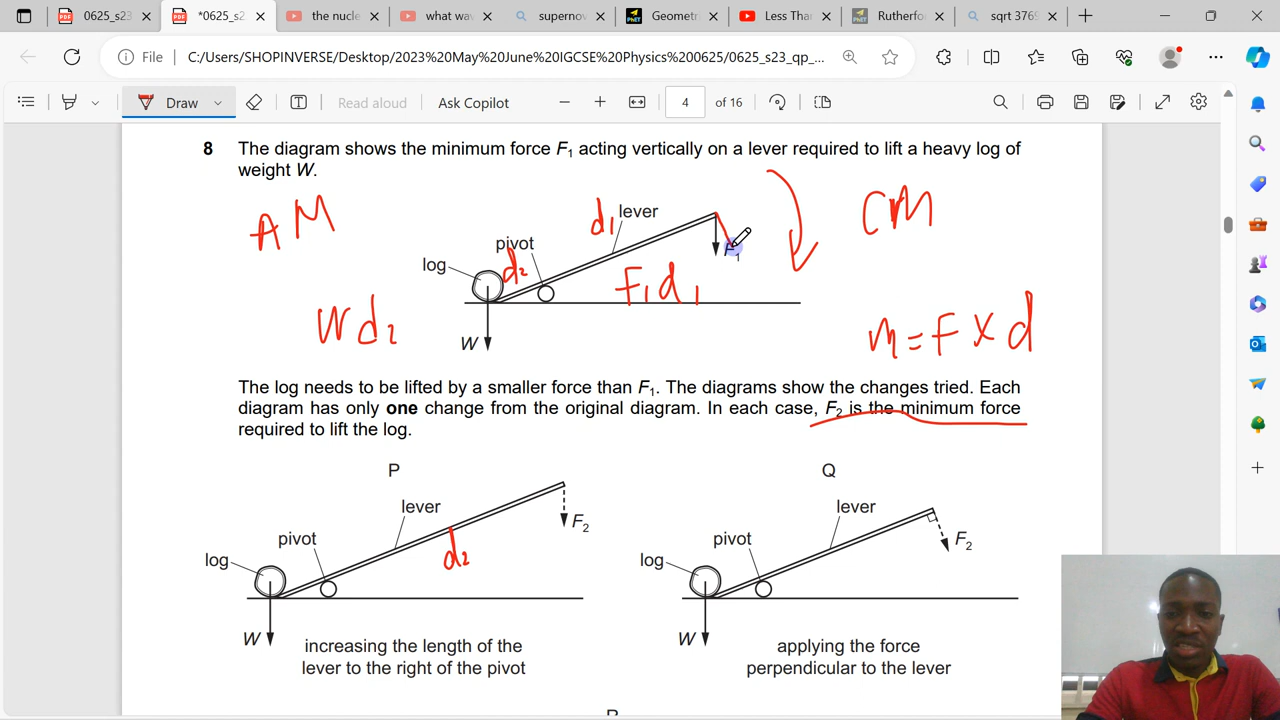 0625_s23
*0625_s2
the nucle
what wav
supernov
Geometr
Less Tha
Rutherfo
sqrt 3769
File
C:/Users/SHOPINVERSE/Desktop/2023%20May%20June%20IGCSE%20Physics%200625/0625_s23_qp_...
Draw
Read aloud
Ask Copilot
4
of 16
8 The diagram shows the minimum force F1 acting vertically on a lever required to lift a heavy log of
weight W.
AM
d1
lever
CM
pivot
d2
log
F1
F1d1
Wd2
m=F×d
W
The log needs to be lifted by a smaller force than F1. The diagrams show the changes tried. Each
diagram has only one change from the original diagram. In each case, F2 is the minimum force
required to lift the log.
P
Q
lever
lever
pivot
F2
d2
pivot
F2
log
log
W
W
increasing the length of the
lever to the right of the pivot
applying the force
perpendicular to the lever